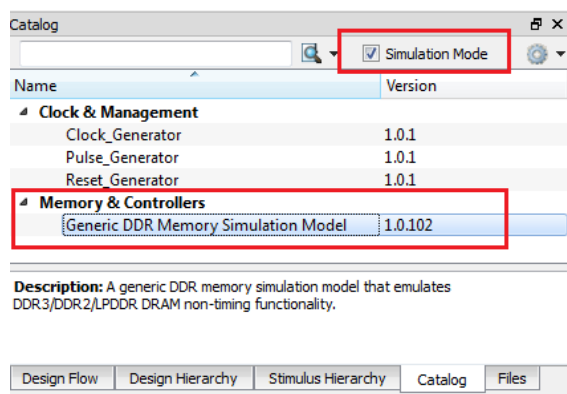 Catalog
Simulation Mode
Name Version
Clock & Management
Clock_Generator 1.0.1
Pulse_Generator 1.0.1
Reset_Generator 1.0.1
Memory & Controllers
Generic DDR Memory Simulation Model 1.0.102
Description: A generic DDR memory simulation model that emulates
DDR3/DDR2/LPDDR DRAM non-timing functionality.
Design Flow Design Hierarchy Stimulus Hierarchy Catalog Files